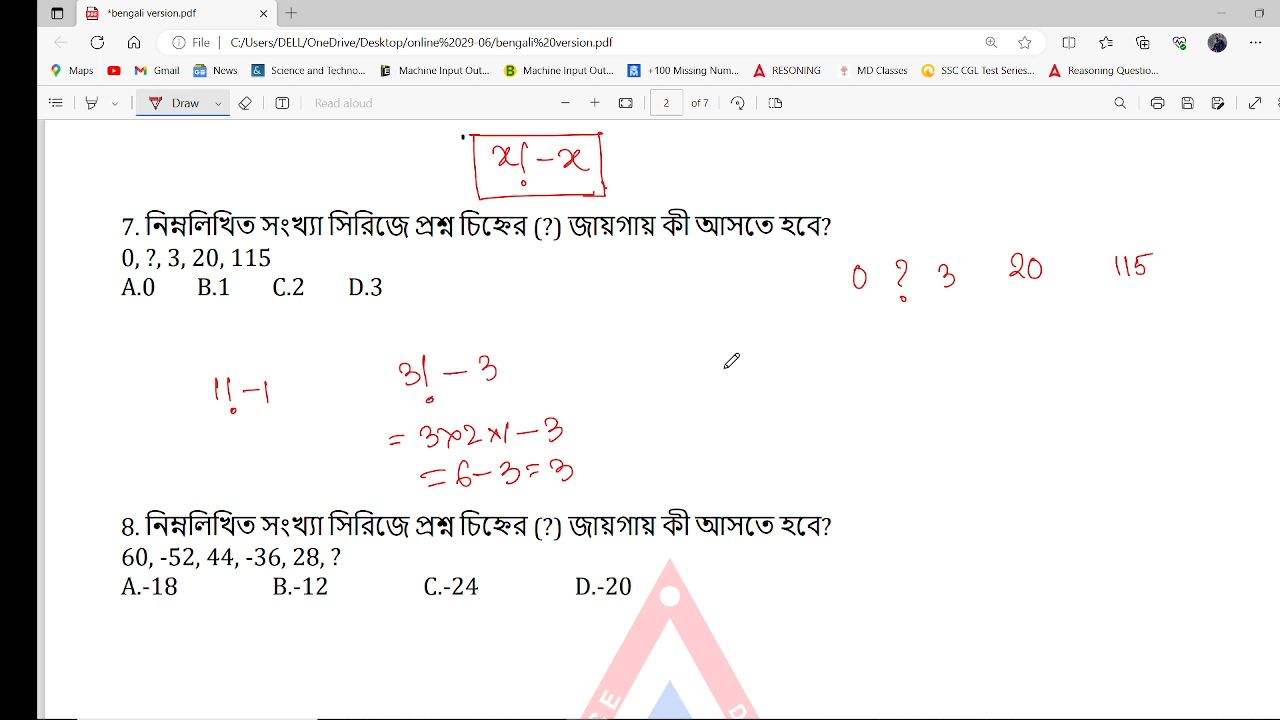 *bengali version.pdf
File | C:/Users/DELL/OneDrive/Desktop/online%2029-06/bengali%20version.pdf
Maps Gmail News Science and Techno... Machine Input Out... Machine Input Out... +100 Missing Num... RESONING MD Classes SSC CGL Test Series... Reasoning Questio...
Draw Read aloud 2 of 7
x! - x
7. নিম্নলিখিত সংখ্যা সিরিজে প্রশ্ন চিহ্নের (?) জায়গায় কী আসতে হবে?
0, ?, 3, 20, 115
A.0 B.1 C.2 D.3
0 ? 3 20 115
1! - 1
3! - 3
= 3×2×1 - 3
= 6 - 3 = 3
8. নিম্নলিখিত সংখ্যা সিরিজে প্রশ্ন চিহ্নের (?) জায়গায় কী আসতে হবে?
60, -52, 44, -36, 28, ?
A.-18 B.-12 C.-24 D.-20